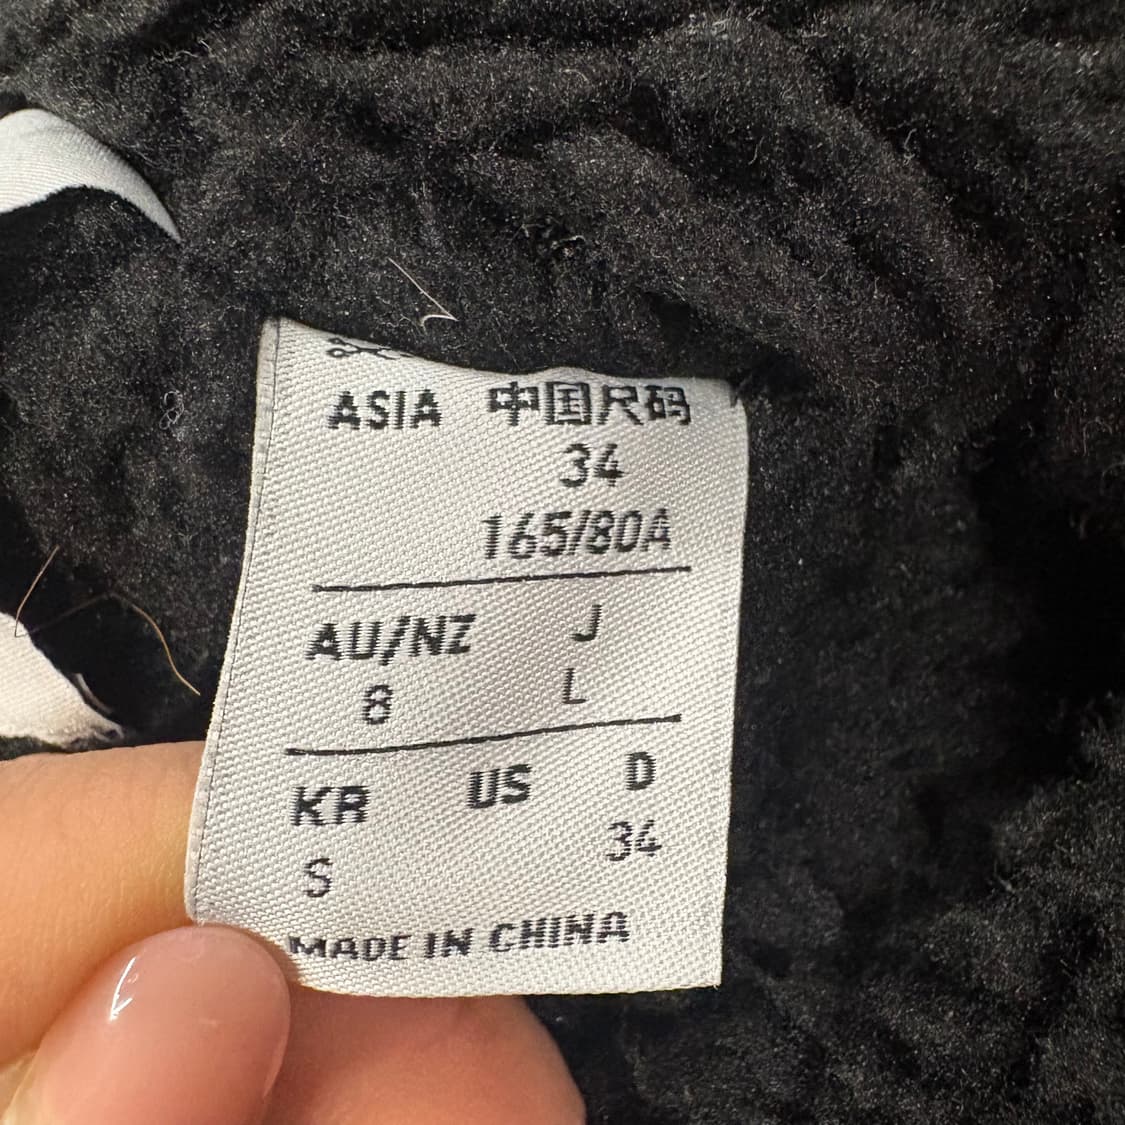 ASIA 中国尺码
34
165/80A
AU/NZ J
8 L
KR US D
S 34
MADE IN CHINA